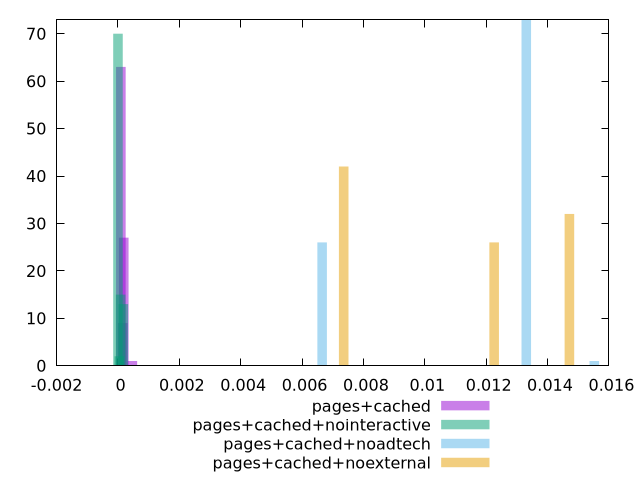 70
60
50
40
30
20
10
0
-0.002 0 0.002 0.004 0.006 0.008 0.01 0.012 0.014 0.016
pages+cached
pages+cached+nointeractive
pages+cached+noadtech
pages+cached+noexternal